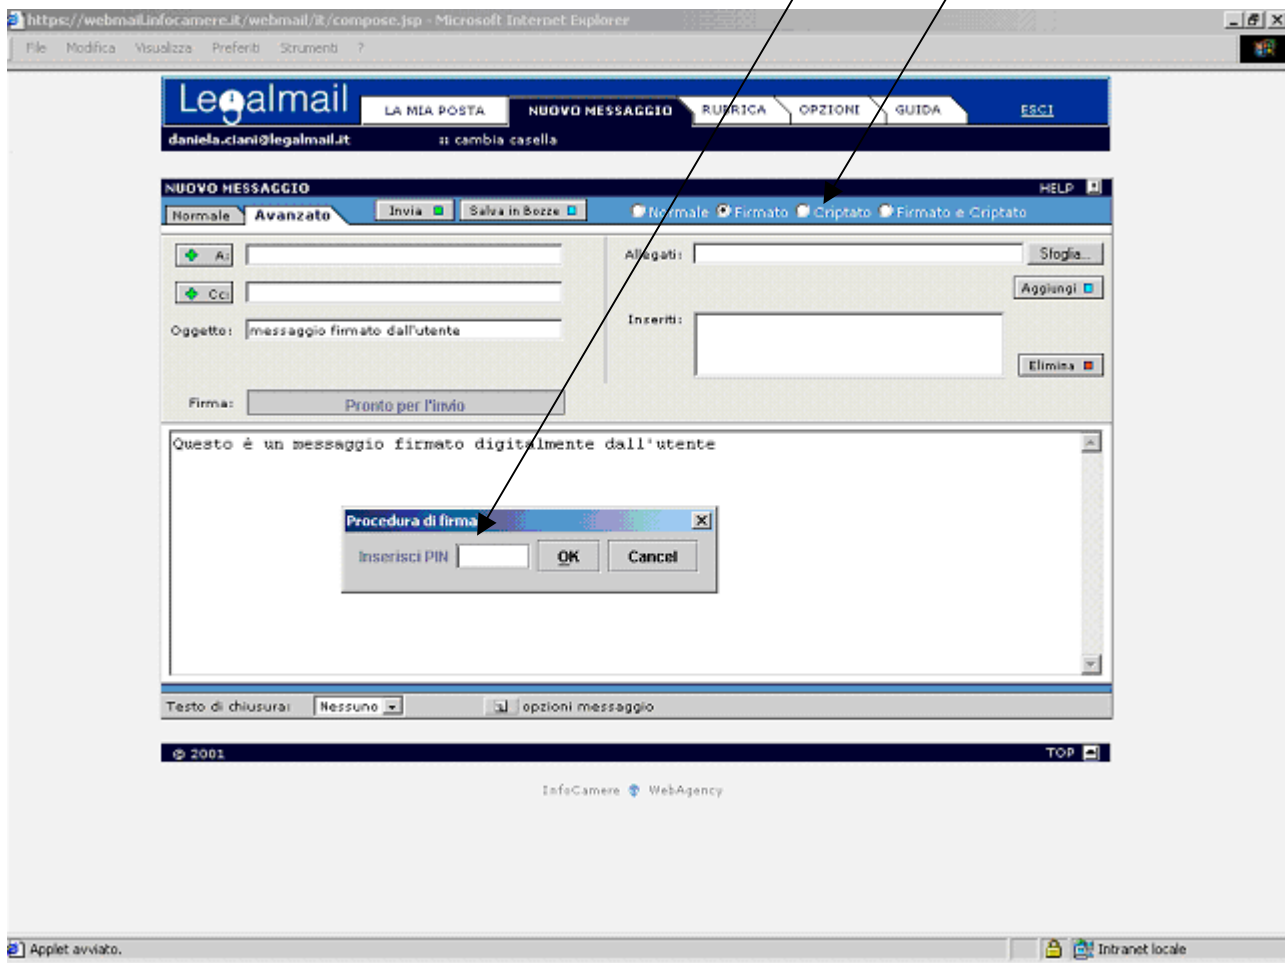 https://webmail.infocamere.it/webmail/it/compose.jsp - Microsoft Internet Explorer
File Modifica Visualizza Preferiti Strumenti ?
Legalmail LA MIA POSTA NUOVO MESSAGGIO RUBRICA OPZIONI GUIDA ESCI
daniela.ciani@legalmail.it :: cambia casella
NUOVO MESSAGGIO HELP
Normale Avanzato Invia Salva in Bozze Normale Firmato Criptato Firmato e Criptato
A: Allegati: Sfoglia...
Cc: Aggiungi
Oggetto: messaggio firmato dall'utente Inseriti:
Elimina
Firma: Pronto per l'invio
Questo è un messaggio firmato digitalmente dall'utente
Procedura di firma
Inserisci PIN OK Cancel
Testo di chiusura: Nessuno opzioni messaggio
© 2001 TOP
InfoCamere WebAgency
Applet avviato. Intranet locale